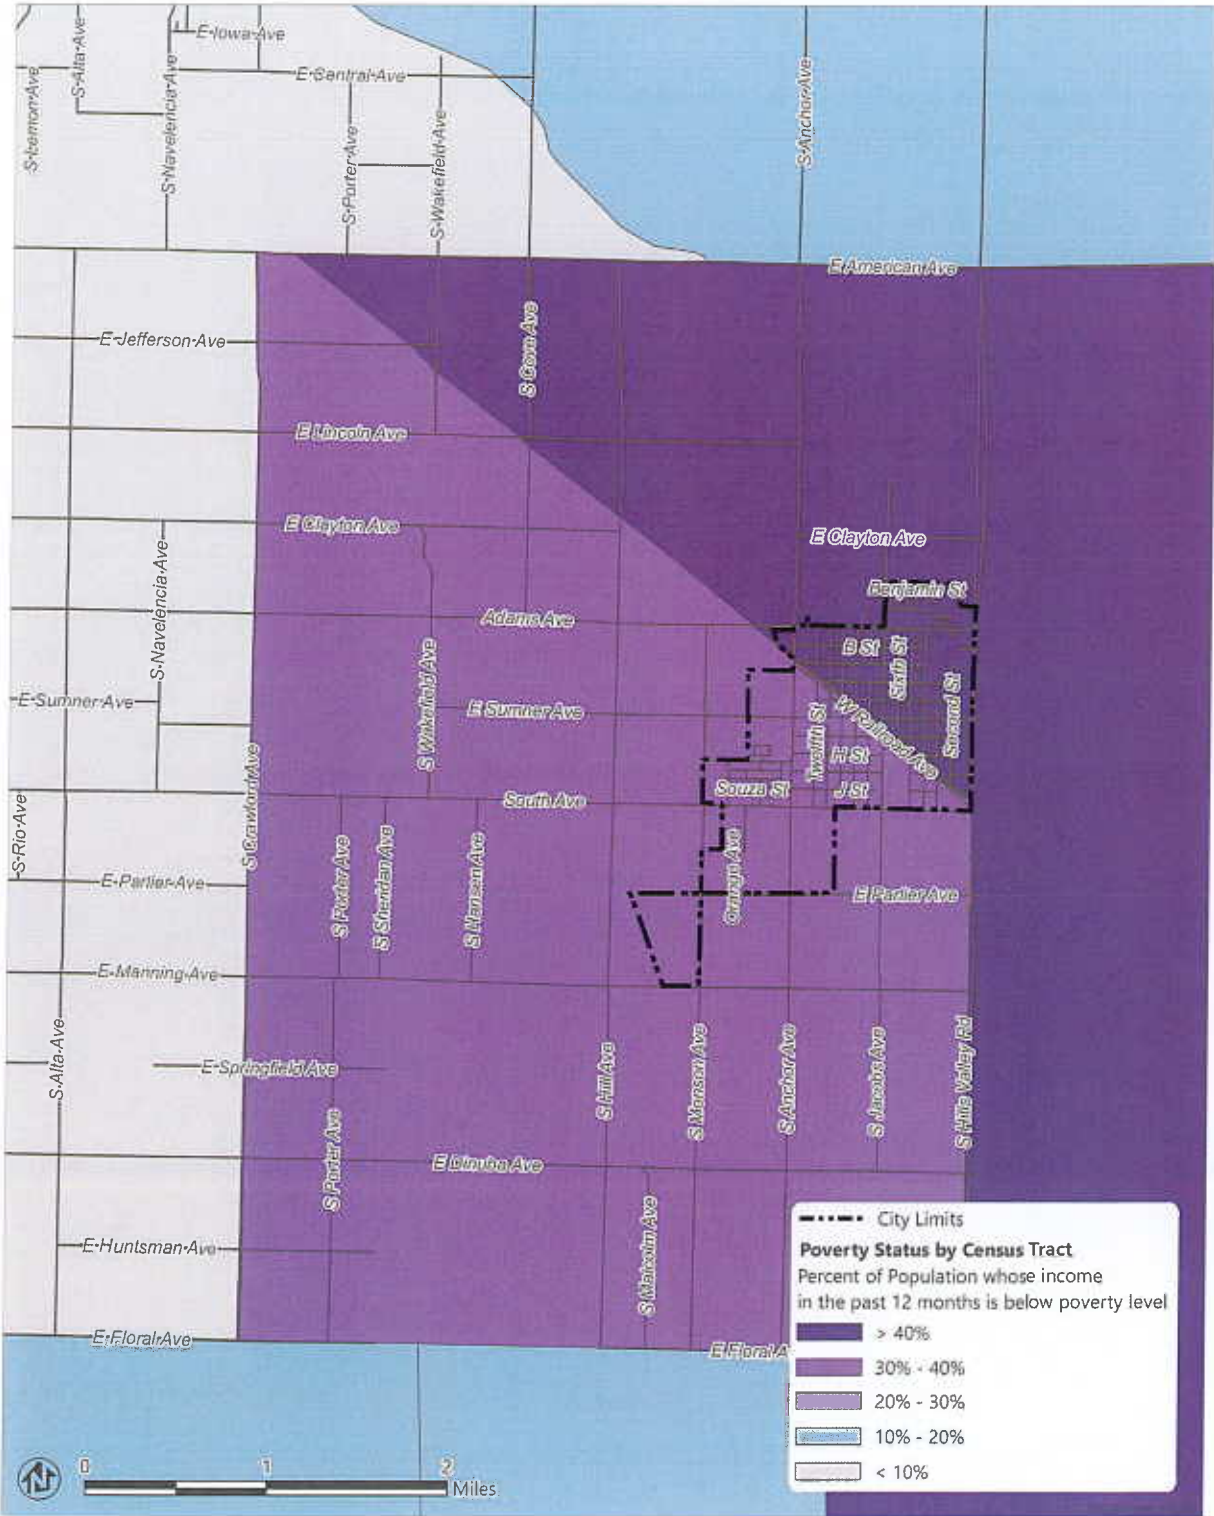 E Iowa Ave
E Central Ave
S Lemon Ave
S Alta Ave
S Navelencia Ave
S Porter Ave
S Wakefield Ave
S Anchor Ave
E American Ave
E Jefferson Ave
S Cove Ave
E Lincoln Ave
E Clayton Ave
E Clayton Ave
S Navelencia Ave
Benjamin St
Adams Ave
B St
Sixth St
S Wakefield Ave
E Sumner Ave
E Sumner Ave
Second St
W Railroad Ave
Twelfth St
H St
S Crawford Ave
Souza St
J St
South Ave
S Rio Ave
E Parlier Ave
S Porter Ave
S Sheridan Ave
S Hansen Ave
Orange Ave
E Parlier Ave
E Manning Ave
S Alta Ave
E Springfield Ave
S Hill Ave
S Monson Ave
S Anchor Ave
S Jacobs Ave
S Hills Valley Rd
S Porter Ave
E Dinuba Ave
S Malcolm Ave
E Huntsman Ave
E Floral Ave
E Floral A
City Limits
Poverty Status by Census Tract
Percent of Population whose income
in the past 12 months is below poverty level
> 40%
30% - 40%
20% - 30%
10% - 20%
< 10%
N
0 1 2
Miles